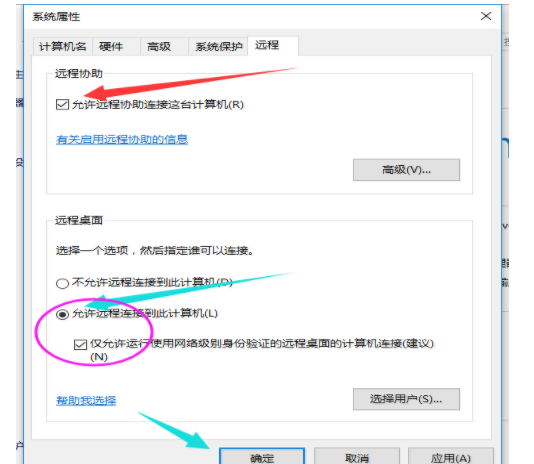 系统属性
计算机名 硬件 高级 系统保护 远程
远程协助
允许远程协助连接这台计算机(R)
有关启用远程协助的信息
高级(V)...
远程桌面
选择一个选项，然后指定谁可以连接。
不允许远程连接到此计算机(D)
允许远程连接到此计算机(L)
仅允许运行使用网络级别身份验证的远程桌面的计算机连接(建议)
(N)
帮助我选择
选择用户(S)...
确定 取消 应用(A)